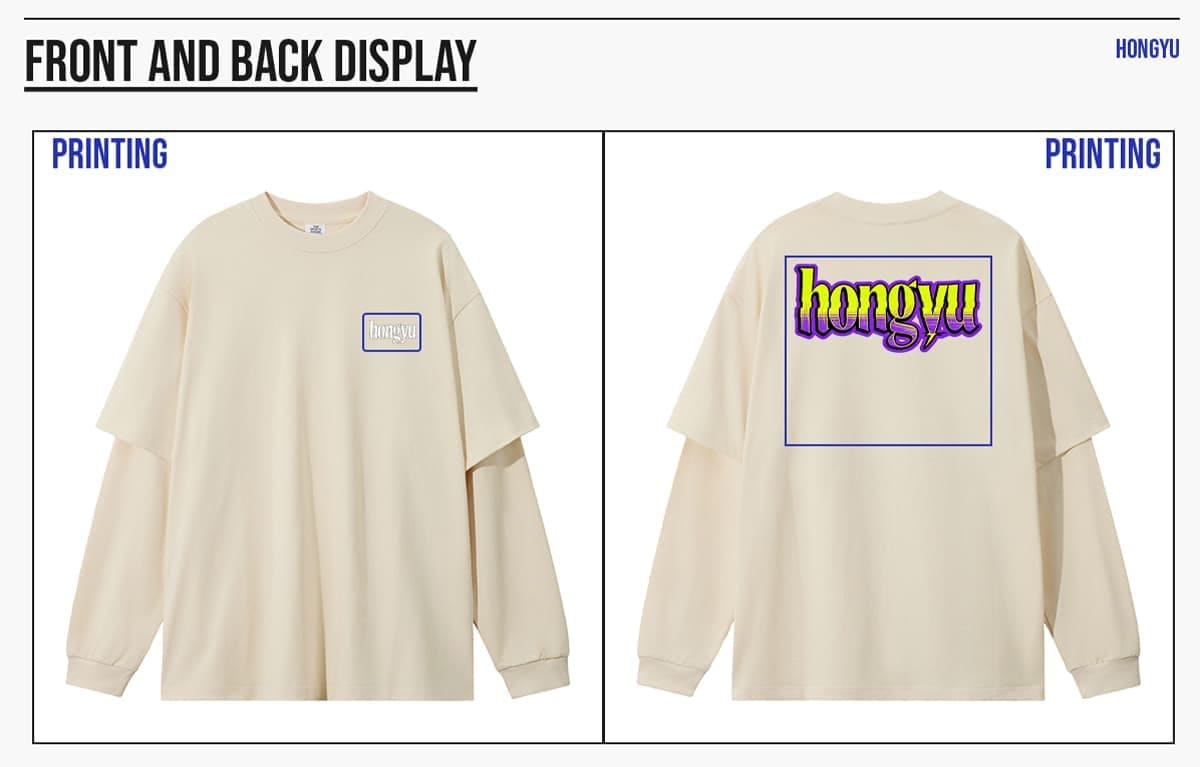 FRONT AND BACK DISPLAY
HONGYU
PRINTING
PRINTING
hongyu
hongyu